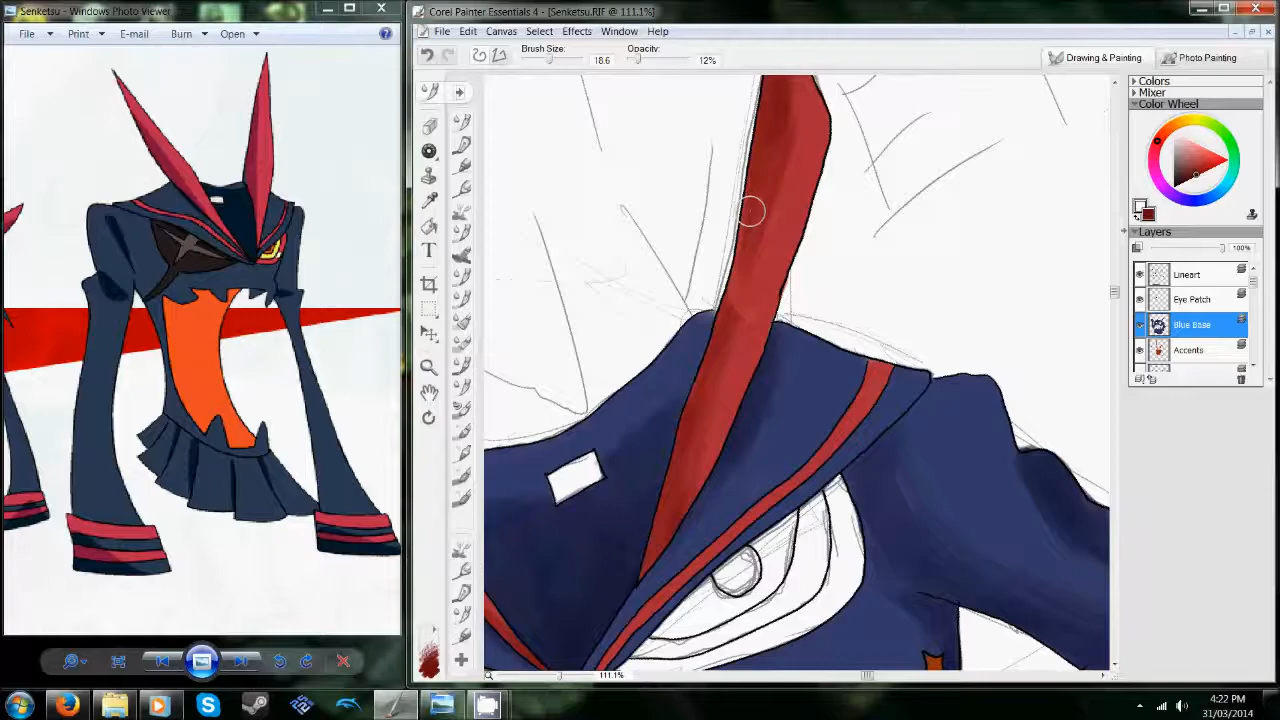 Senketsu - Windows Photo Viewer
File Print E-mail Burn Open
Corel Painter Essentials 4 - [Senketsu.RIF @ 111.1%]
File Edit Canvas Select Effects Window Help
Brush Size: 18.6 Opacity: 12%
Drawing & Painting Photo Painting
Colors
Mixer
Color Wheel
Layers
100%
Lineart
Eye Patch
Blue Base
Accents
T
111.1%
4:22 PM
31/03/2014